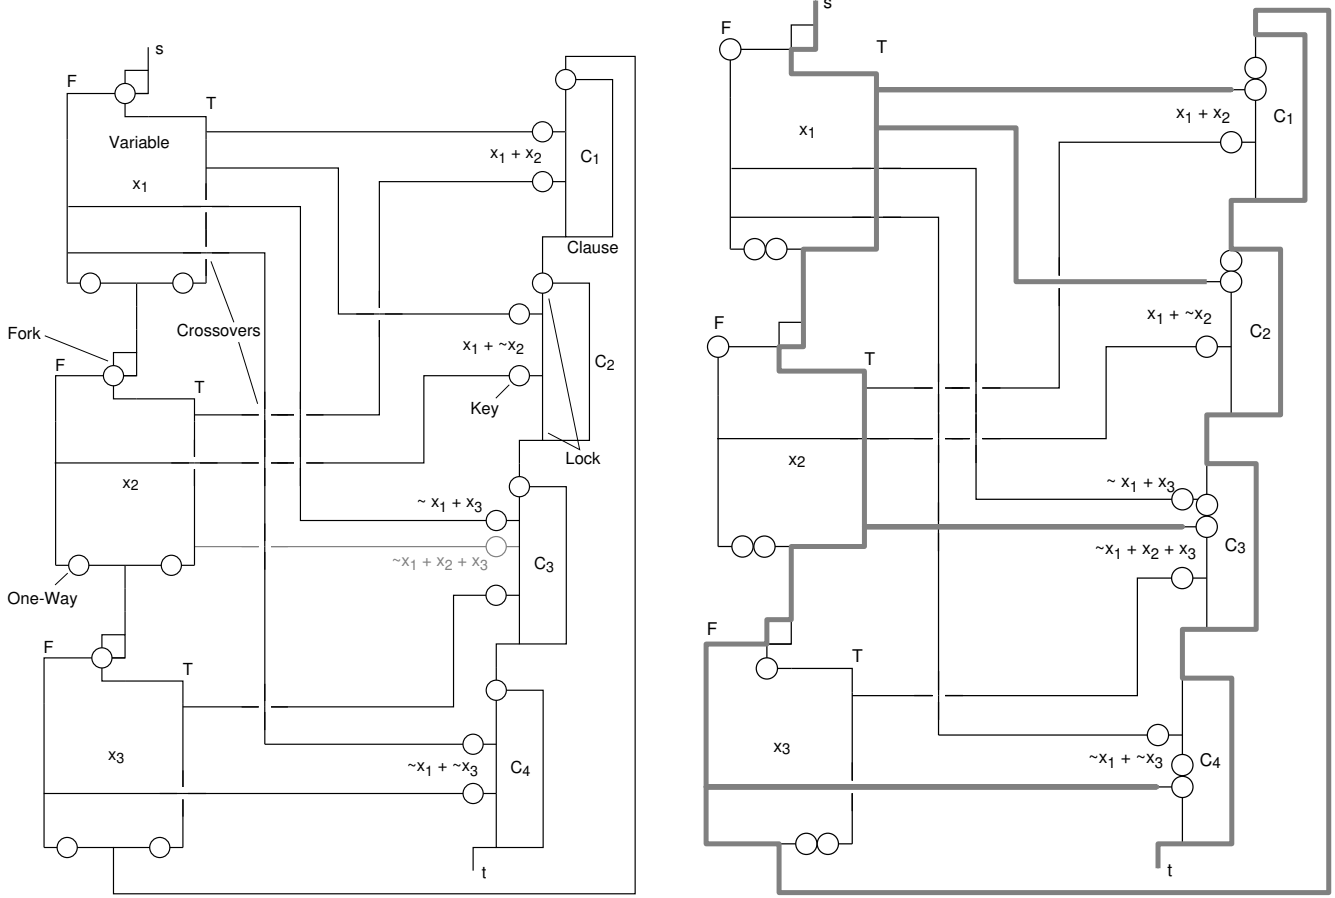 s
F
T
Variable
x1
x1 + x2
C1
Clause
Crossovers
Fork
x1 + ~x2
C2
F
T
Key
Lock
x2
~ x1 + x3
~x1 + x2 + x3
C3
One-Way
F
T
x3
~x1 + ~x3
C4
t
s
F
T
x1
x1 + x2
C1
x1 + ~x2
C2
F
T
x2
~ x1 + x3
~x1 + x2 + x3
C3
F
T
x3
~x1 + ~x3
C4
t